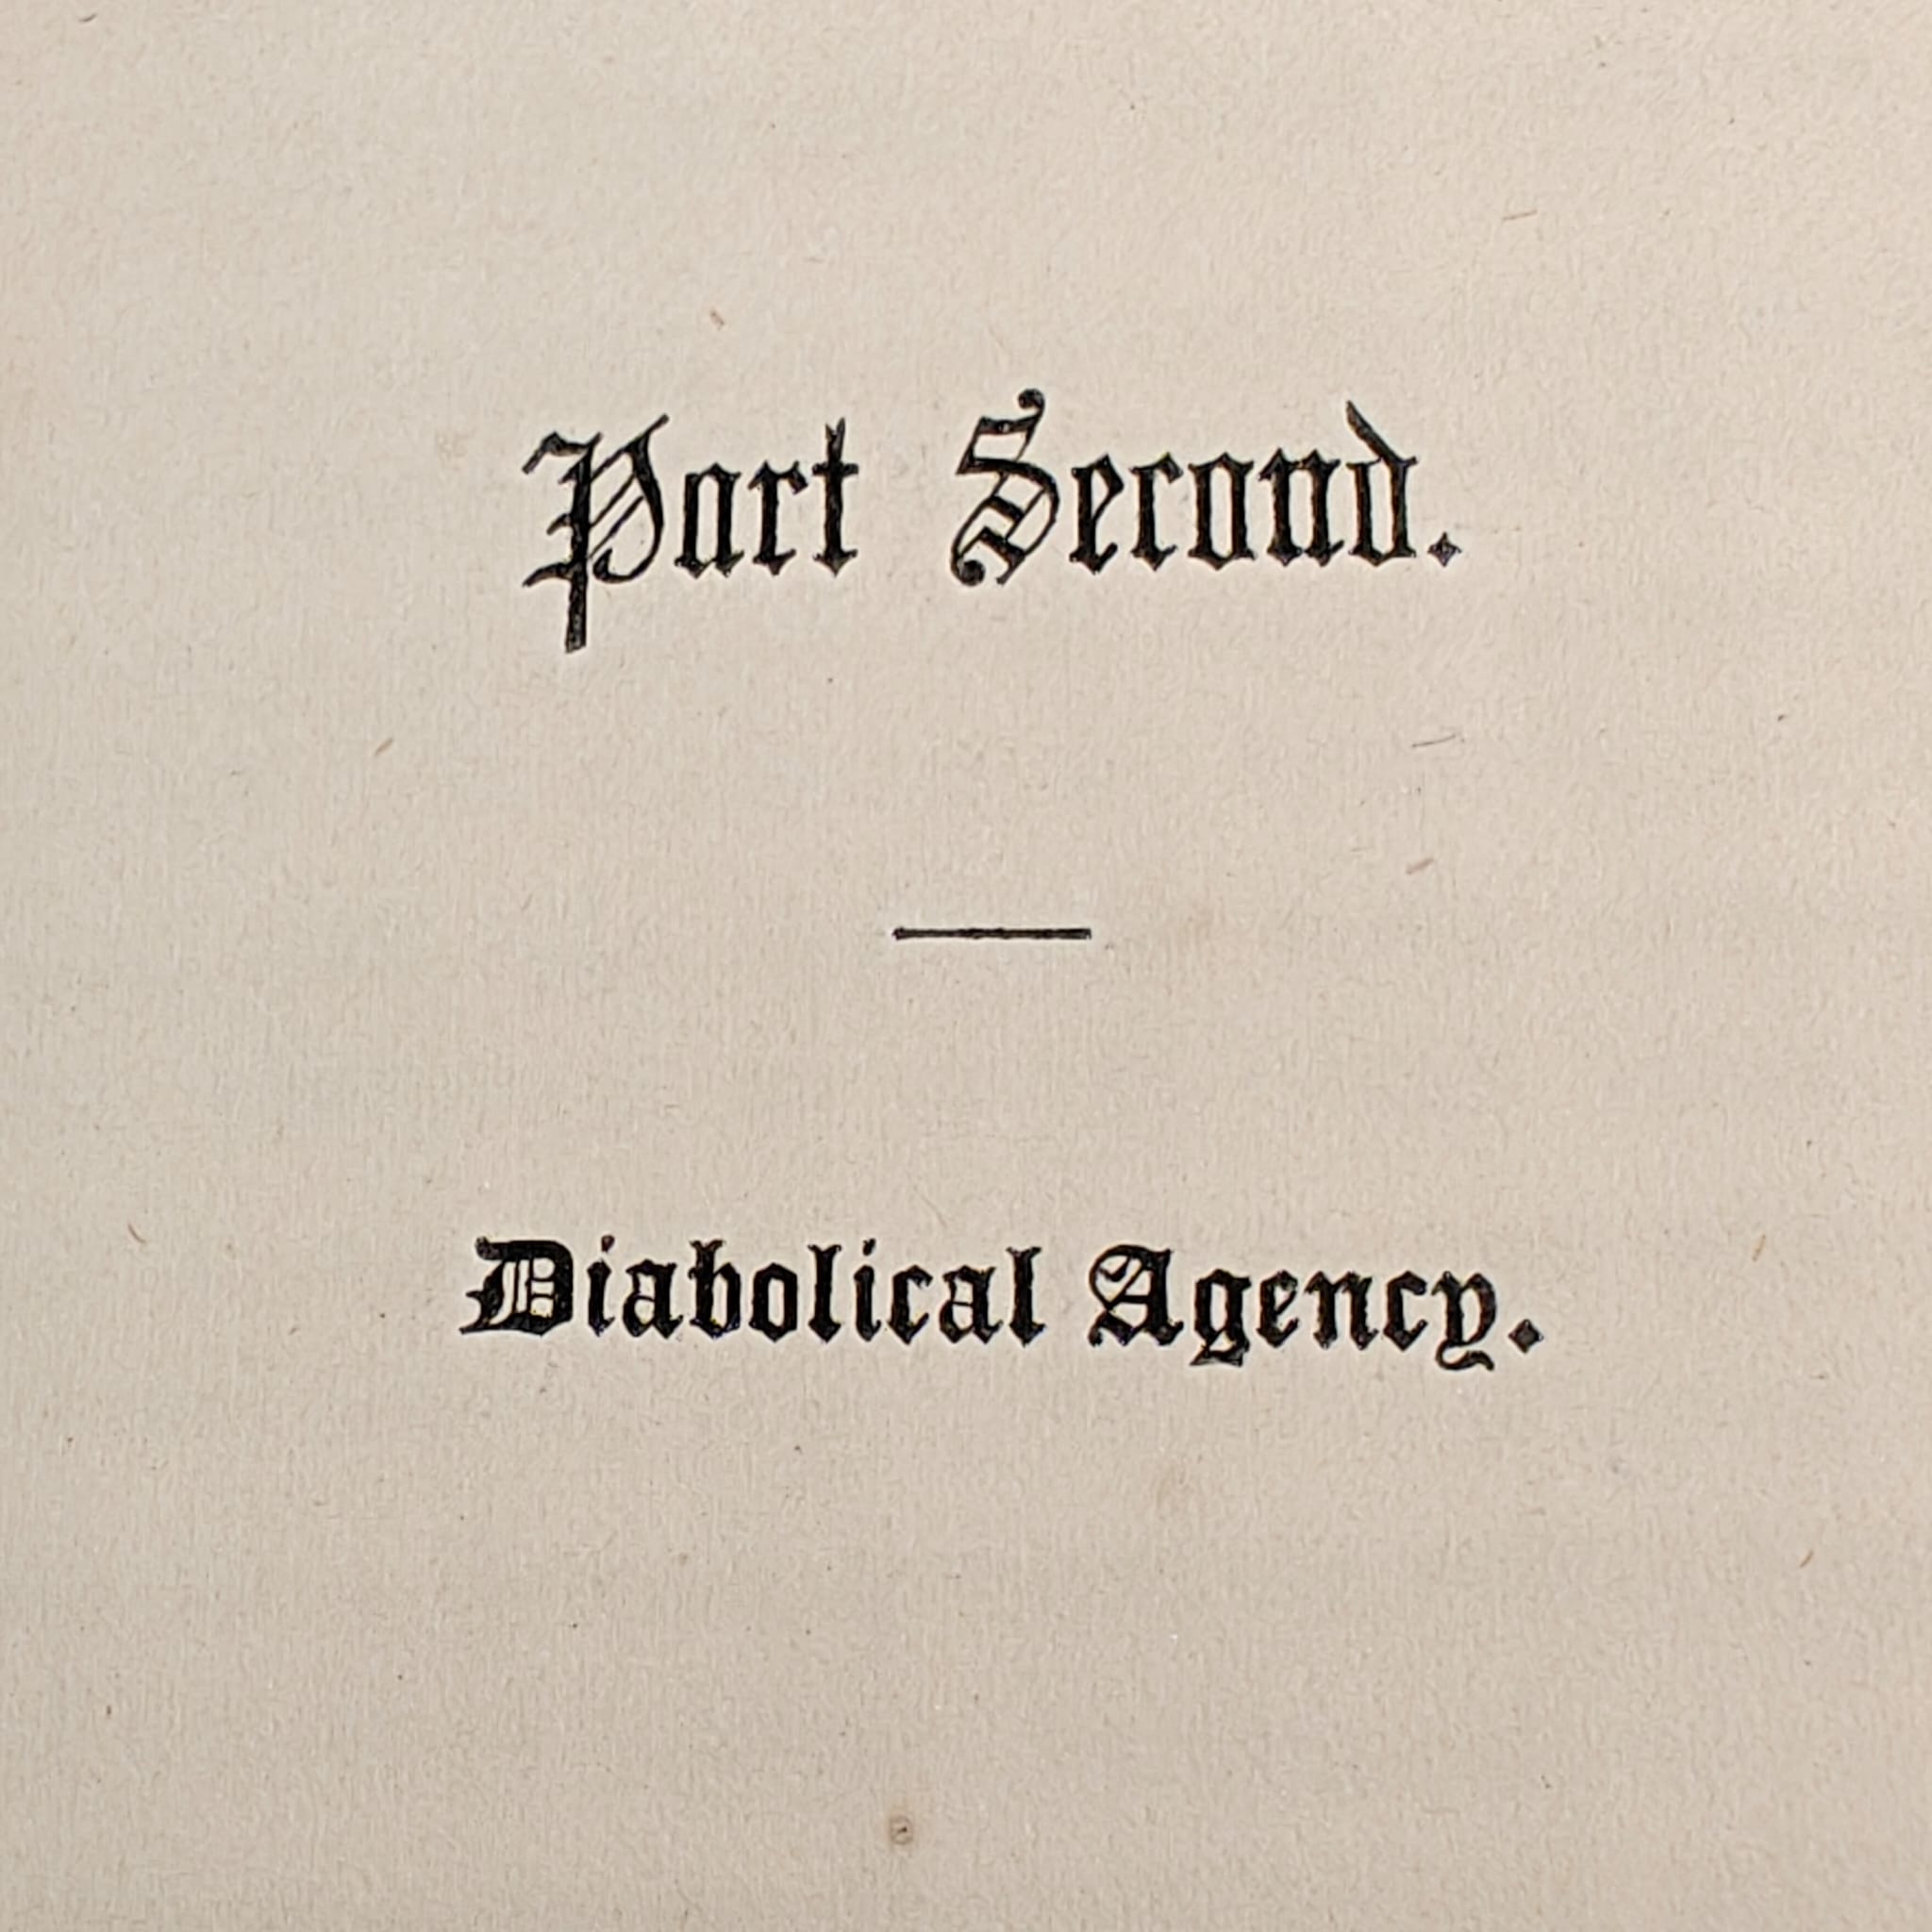 Part Second.
Diabolical Agency.